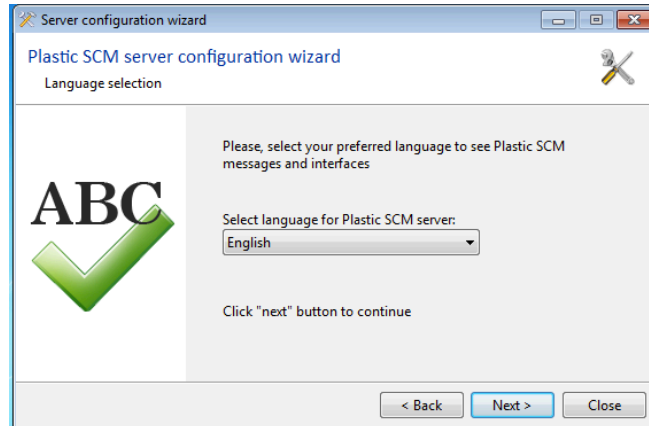 Server configuration wizard
Plastic SCM server configuration wizard
Language selection
ABC
Please, select your preferred language to see Plastic SCM
messages and interfaces
Select language for Plastic SCM server:
English
Click "next" button to continue
< Back
Next >
Close